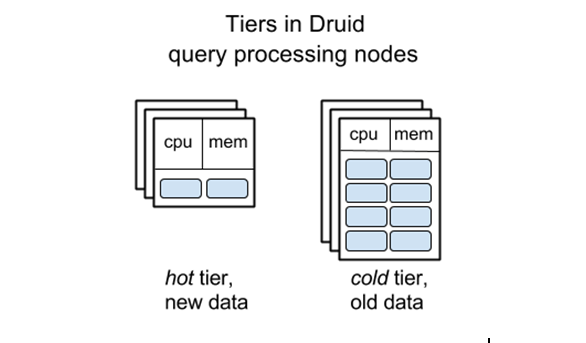 Tiers in Druid
query processing nodes
cpu mem
cpu mem
hot tier,
new data
cold tier,
old data